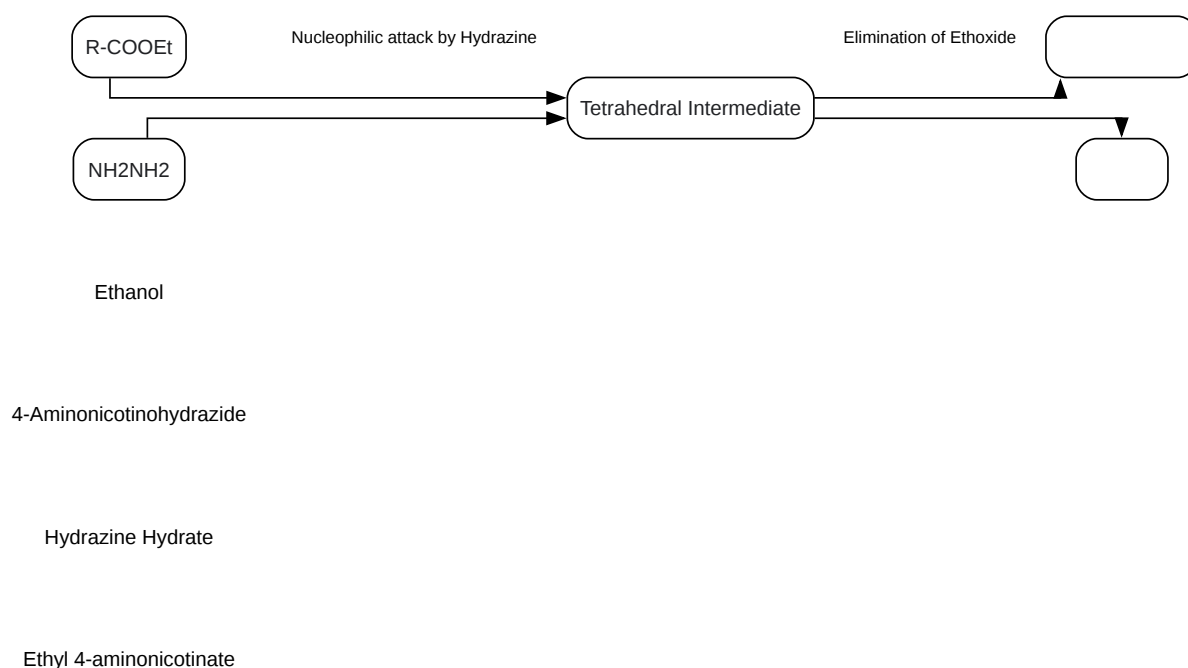 R-COOEt
Nucleophilic attack by Hydrazine
Elimination of Ethoxide
Tetrahedral Intermediate
NH2NH2
Ethanol
4-Aminonicotinohydrazide
Hydrazine Hydrate
Ethyl 4-aminonicotinate